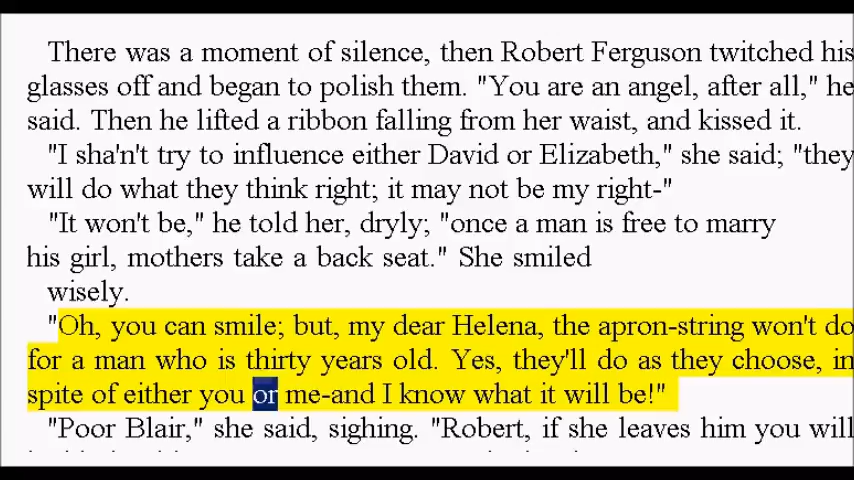 There was a moment of silence, then Robert Ferguson twitched his
glasses off and began to polish them. "You are an angel, after all," he
said. Then he lifted a ribbon falling from her waist, and kissed it.
"I sha'n't try to influence either David or Elizabeth," she said; "they
will do what they think right; it may not be my right-"
"It won't be," he told her, dryly; "once a man is free to marry
his girl, mothers take a back seat." She smiled
wisely.
"Oh, you can smile; but, my dear Helena, the apron-string won't do
for a man who is thirty years old. Yes, they'll do as they choose, in
spite of either you or me-and I know what it will be!"
"Poor Blair," she said, sighing. "Robert, if she leaves him you will